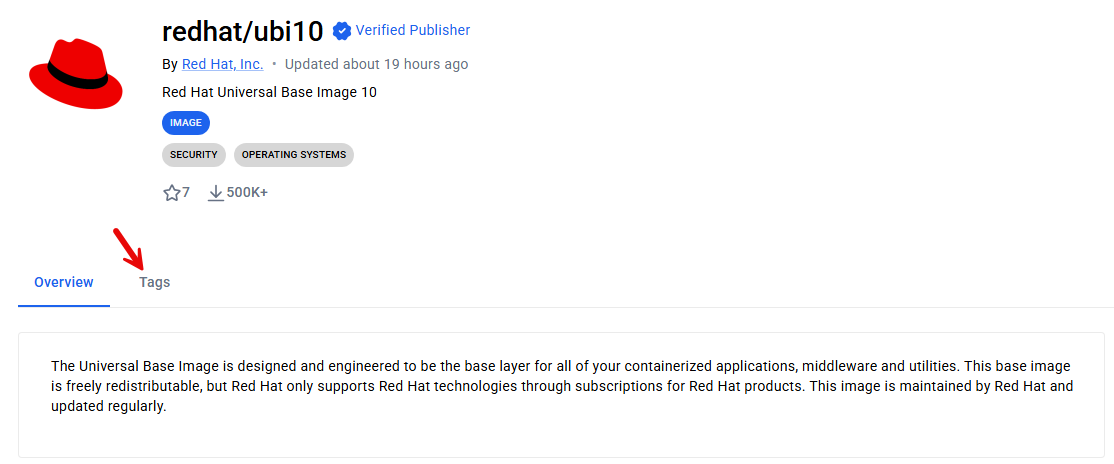 redhat/ubi10 Verified Publisher
By Red Hat, Inc. • Updated about 19 hours ago
Red Hat Universal Base Image 10
IMAGE
SECURITY OPERATING SYSTEMS
7 500K+
Overview Tags
The Universal Base Image is designed and engineered to be the base layer for all of your containerized applications, middleware and utilities. This base image
is freely redistributable, but Red Hat only supports Red Hat technologies through subscriptions for Red Hat products. This image is maintained by Red Hat and
updated regularly.